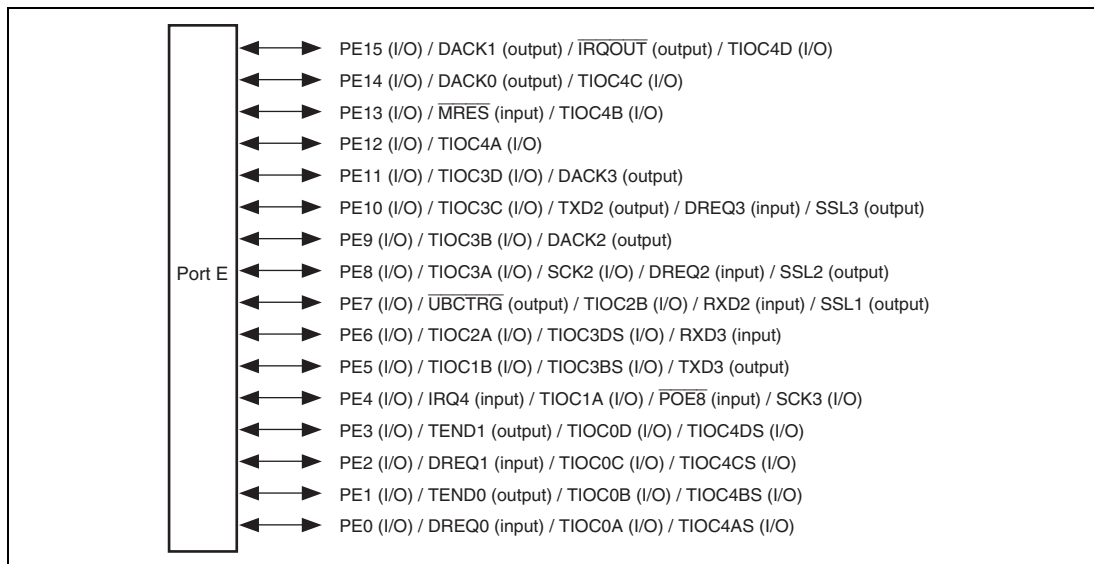 PE15 (I/O) / DACK1 (output) / IRQOUT (output) / TIOC4D (I/O)
PE14 (I/O) / DACK0 (output) / TIOC4C (I/O)
PE13 (I/O) / MRES (input) / TIOC4B (I/O)
PE12 (I/O) / TIOC4A (I/O)
PE11 (I/O) / TIOC3D (I/O) / DACK3 (output)
PE10 (I/O) / TIOC3C (I/O) / TXD2 (output) / DREQ3 (input) / SSL3 (output)
PE9 (I/O) / TIOC3B (I/O) / DACK2 (output)
Port E
PE8 (I/O) / TIOC3A (I/O) / SCK2 (I/O) / DREQ2 (input) / SSL2 (output)
PE7 (I/O) / UBCTRG (output) / TIOC2B (I/O) / RXD2 (input) / SSL1 (output)
PE6 (I/O) / TIOC2A (I/O) / TIOC3DS (I/O) / RXD3 (input)
PE5 (I/O) / TIOC1B (I/O) / TIOC3BS (I/O) / TXD3 (output)
PE4 (I/O) / IRQ4 (input) / TIOC1A (I/O) / POE8 (input) / SCK3 (I/O)
PE3 (I/O) / TEND1 (output) / TIOC0D (I/O) / TIOC4DS (I/O)
PE2 (I/O) / DREQ1 (input) / TIOC0C (I/O) / TIOC4CS (I/O)
PE1 (I/O) / TEND0 (output) / TIOC0B (I/O) / TIOC4BS (I/O)
PE0 (I/O) / DREQ0 (input) / TIOC0A (I/O) / TIOC4AS (I/O)